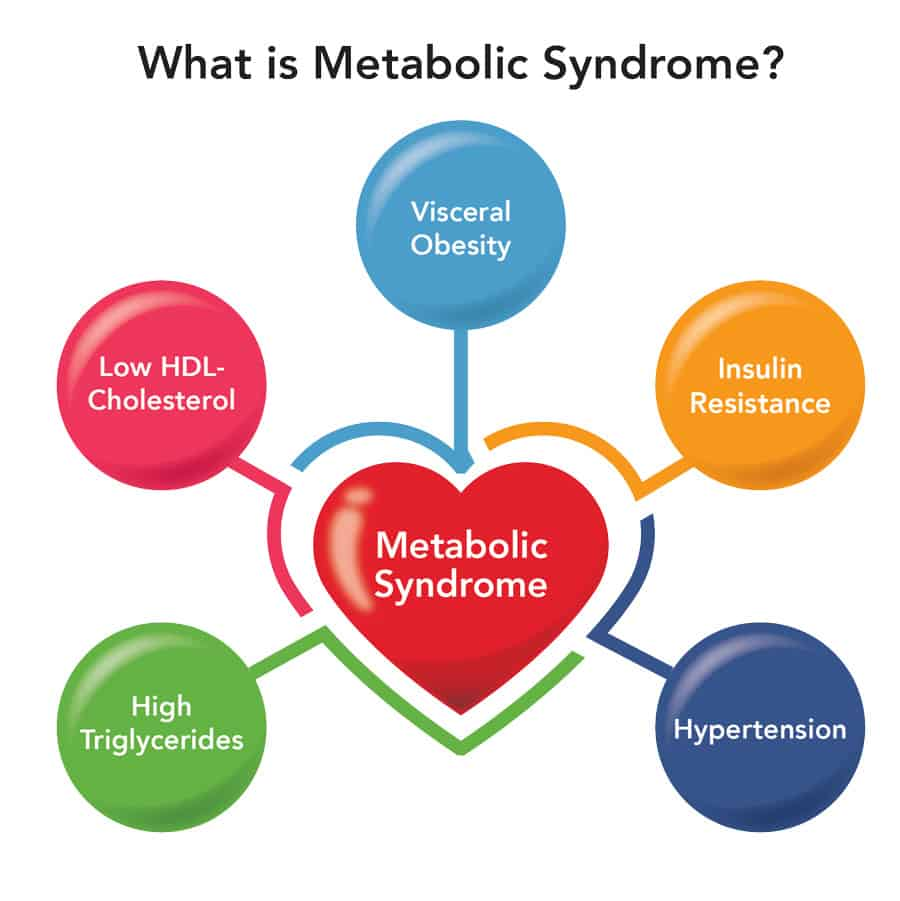 What is Metabolic Syndrome?
Visceral
Obesity
Low HDL-
Cholesterol
Insulin
Resistance
Metabolic
Syndrome
High
Triglycerides
Hypertension